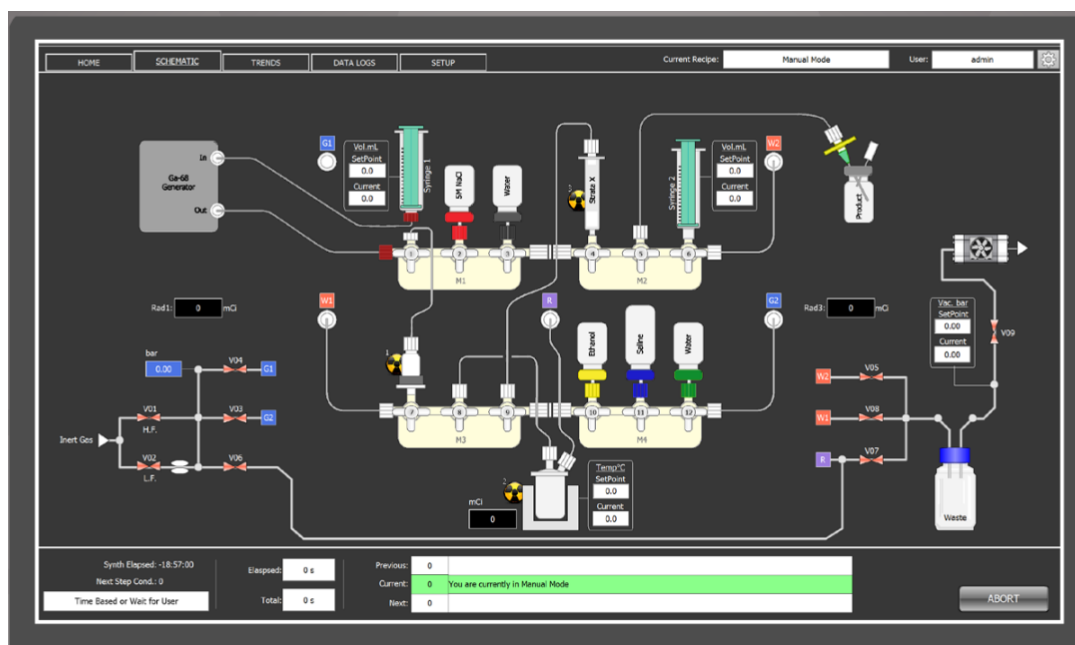 HOME SCHEMATIC TRENDS DATA LOGS SETUP Current Recipe: Manual Mode User: admin
Ga-68
Generator
In
Out
G1
Vol.mL
SetPoint
0.0
Current
0.0
Syringe 1
5M NaCl
Water
1 2 3
M1
Strata X
3
Syringe 2
Vol.mL
SetPoint
0.0
Current
0.0
W2
4 5 6
M2
Product
Rad1: 0 mCi
W1
R
G2
Rad3: 0 mCi
Vac. bar
SetPoint
0.00
Current
0.00
V09
1
7 8 9
M3
Ethanol
Saline
Water
10 11 12
M4
bar
0.00
V04
G1
V01
H.F.
V03
G2
Inert Gas
V02
L.F.
V06
2
mCi
0
Temp°C
SetPoint
0.0
Current
0.0
W2
V05
W1
V08
R
V07
Waste
Synth Elapsed: -18:57:00
Next Step Cond.: 0
Time Based or Wait for User
Elaspsed: 0 s
Total: 0 s
Previous: 0
Current: 0 You are currently in Manual Mode
Next: 0
ABORT